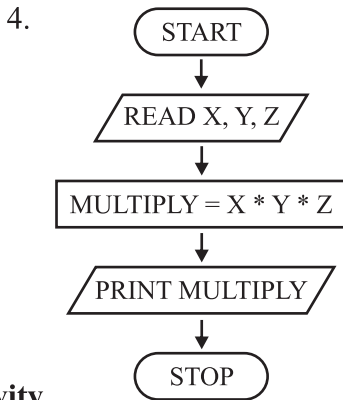 4.
START
READ X, Y, Z
MULTIPLY = X * Y * Z
PRINT MULTIPLY
STOP